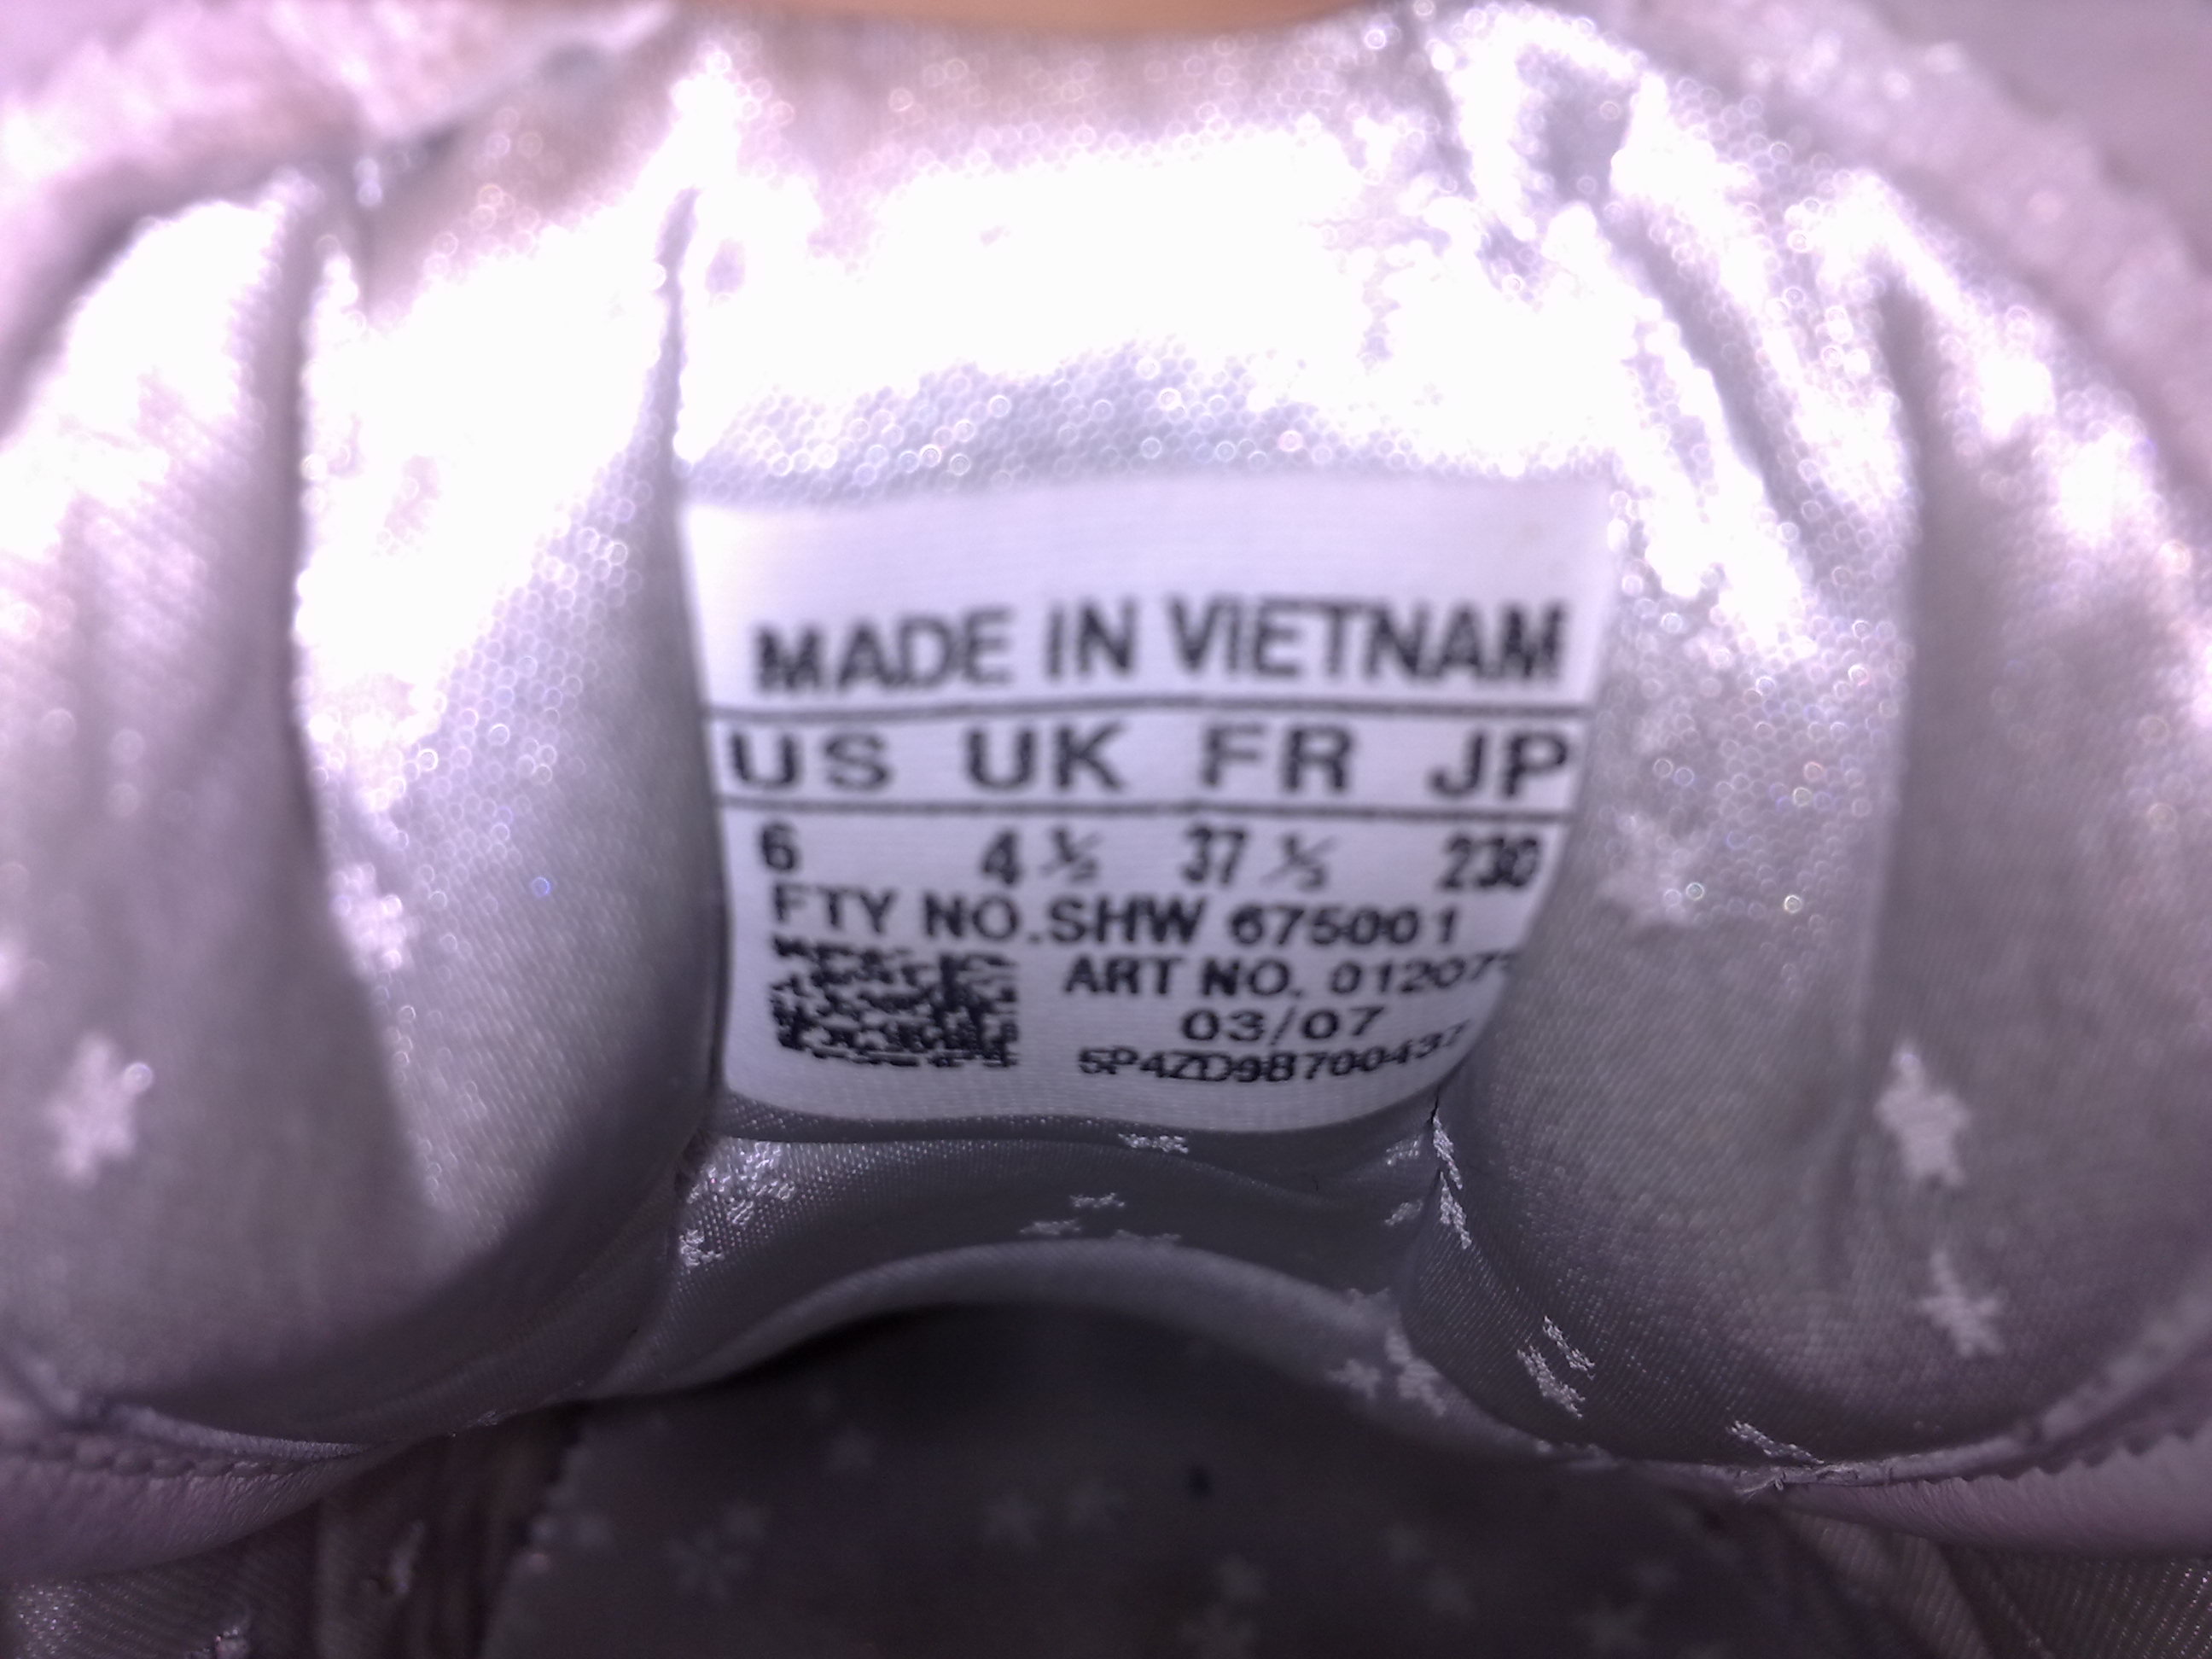 MADE IN VIETNAM
US UK FR JP
6 4½ 37⅓ 230
FTY NO.SHW 675001
ART NO.
03/07